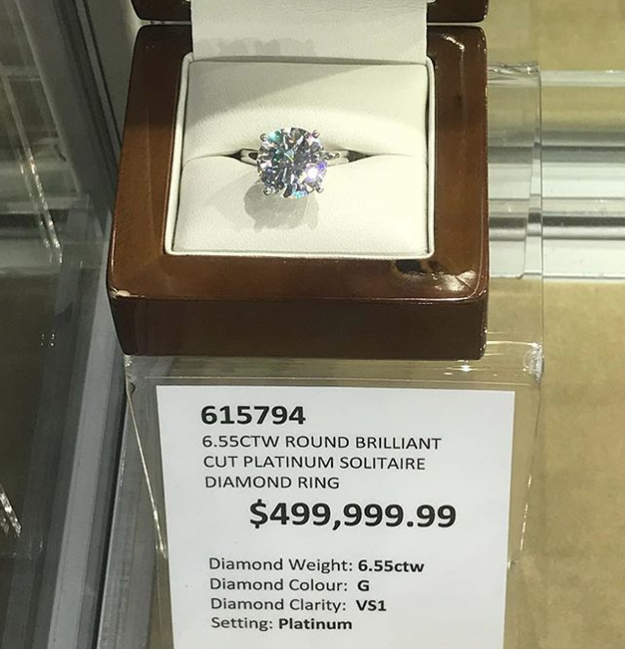 615794
6.55CTW ROUND BRILLIANT
CUT PLATINUM SOLITAIRE
DIAMOND RING
$499,999.99
Diamond Weight: 6.55ctw
Diamond Colour: G
Diamond Clarity: VS1
Setting: Platinum